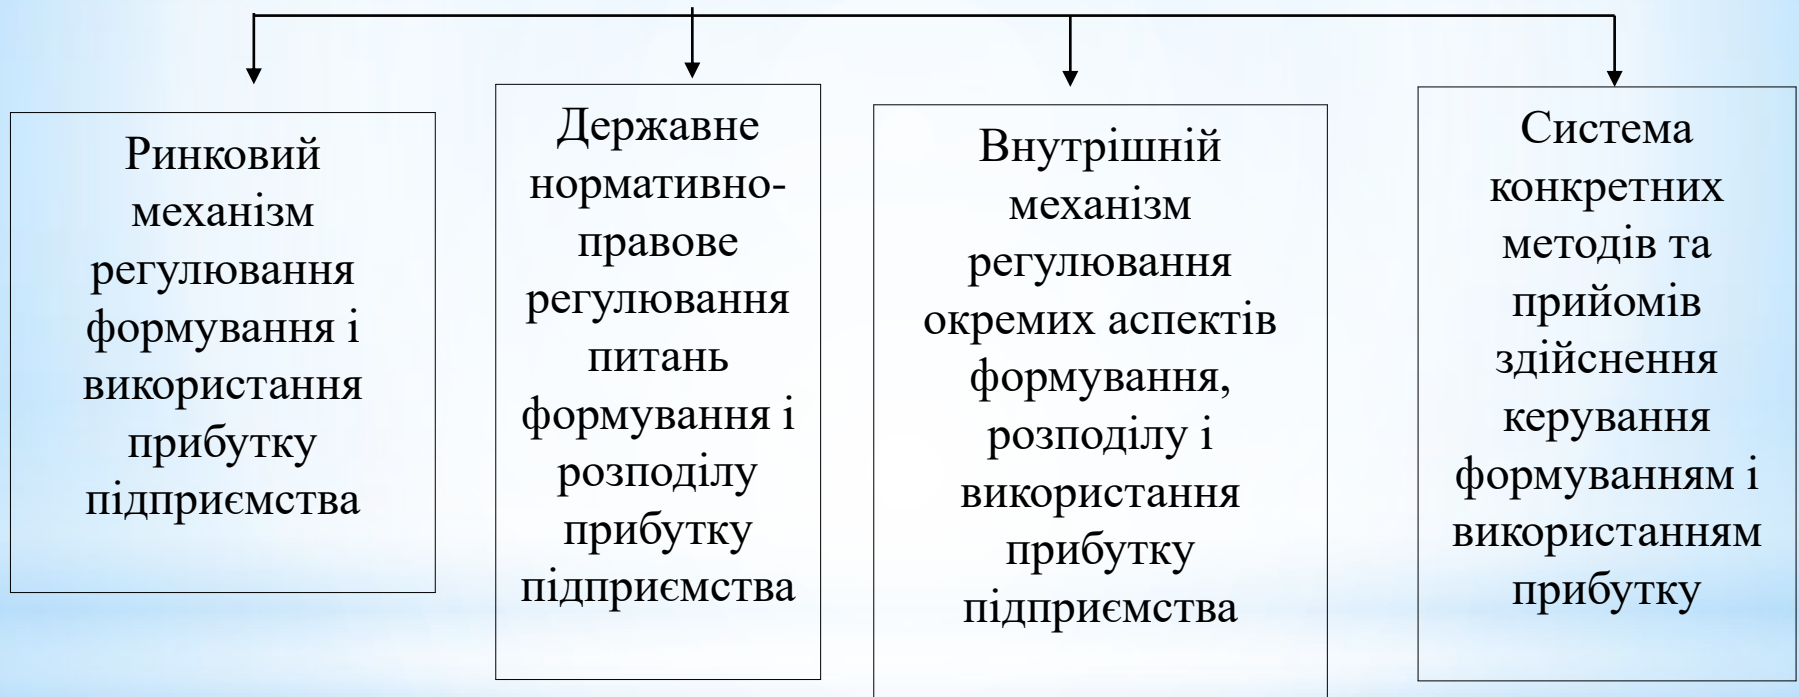 Ринковий
механізм
регулювання
формування і
використання
прибутку
підприємства
Державне
нормативно-
правове
регулювання
питань
формування і
розподілу
прибутку
підприємства
Внутрішній
механізм
регулювання
окремих аспектів
формування,
розподілу і
використання
прибутку
підприємства
Система
конкретних
методів та
прийомів
здійснення
керування
формуванням і
використанням
прибутку